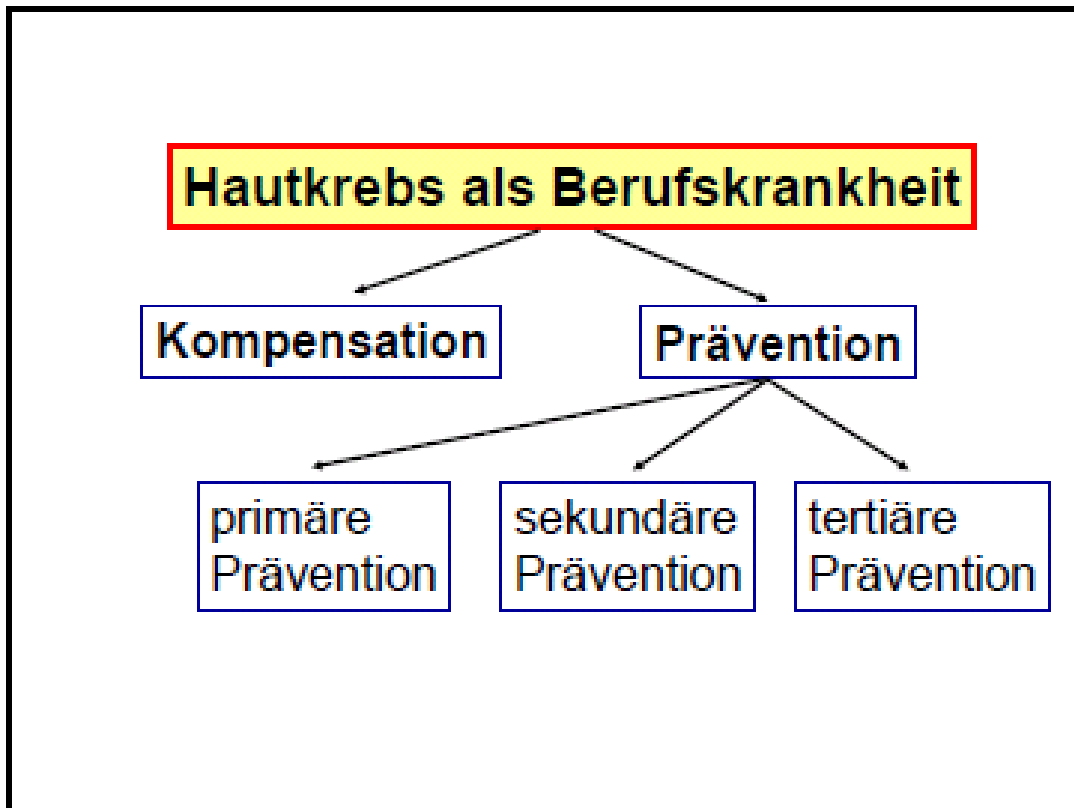 Hautkrebs als Berufskrankheit
Kompensation
Prävention
primäre
Prävention
sekundäre
Prävention
tertiäre
Prävention